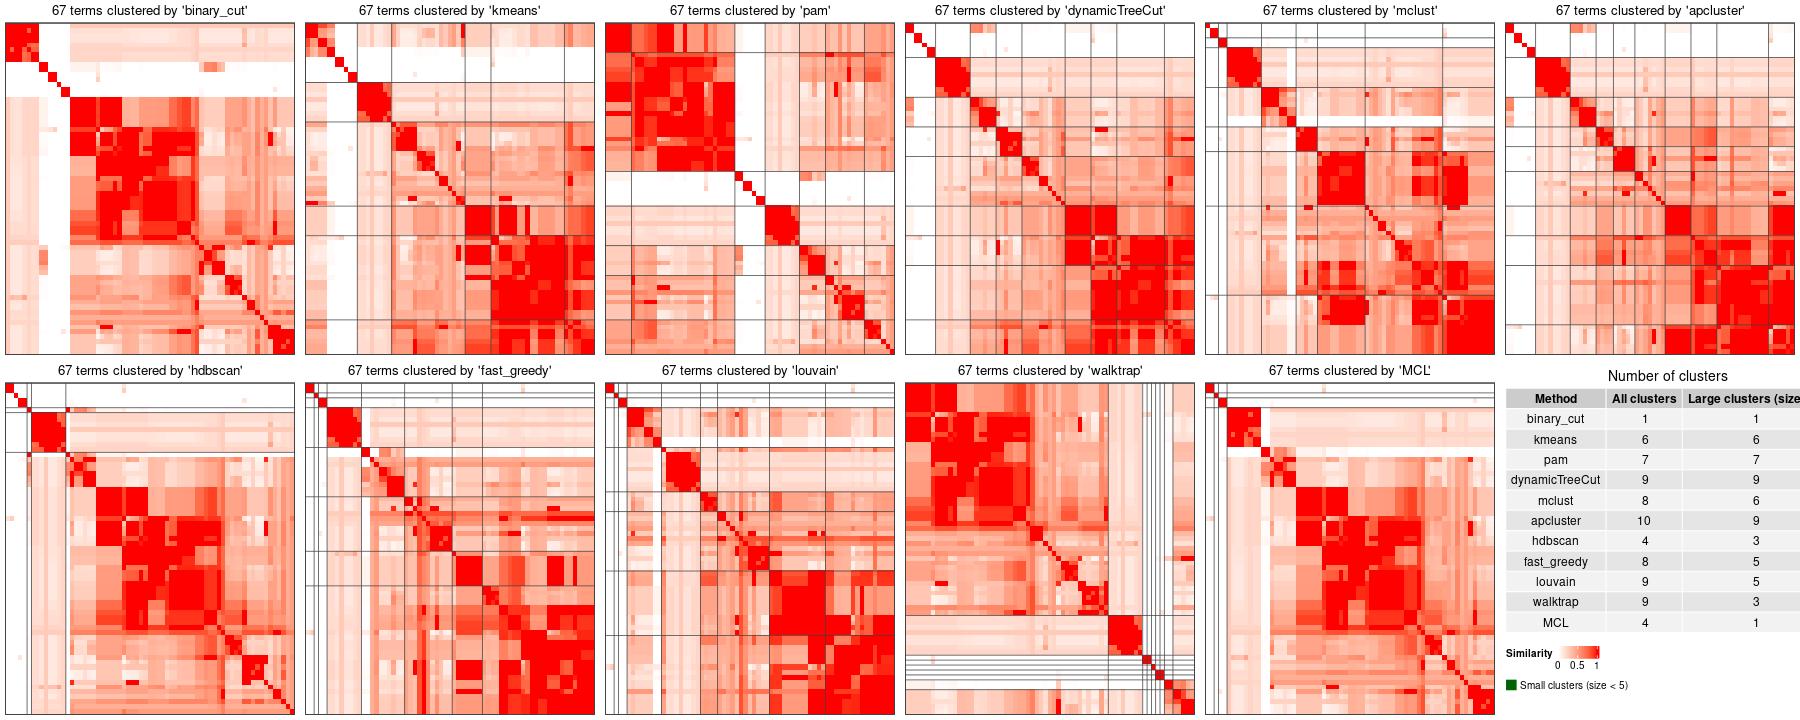 67 terms clustered by 'binary_cut'
67 terms clustered by 'kmeans'
67 terms clustered by 'pam'
67 terms clustered by 'dynamicTreeCut'
67 terms clustered by 'mclust'
67 terms clustered by 'apcluster'
67 terms clustered by 'hdbscan'
67 terms clustered by 'fast_greedy'
67 terms clustered by 'louvain'
67 terms clustered by 'walktrap'
67 terms clustered by 'MCL'
Number of clusters
Method All clusters Large clusters (size
binary_cut 1 1
kmeans 6 6
pam 7 7
dynamicTreeCut 9 9
mclust 8 6
apcluster 10 9
hdbscan 4 3
fast_greedy 8 5
louvain 9 5
walktrap 9 3
MCL 4 1
Similarity
0 0.5 1
Small clusters (size < 5)